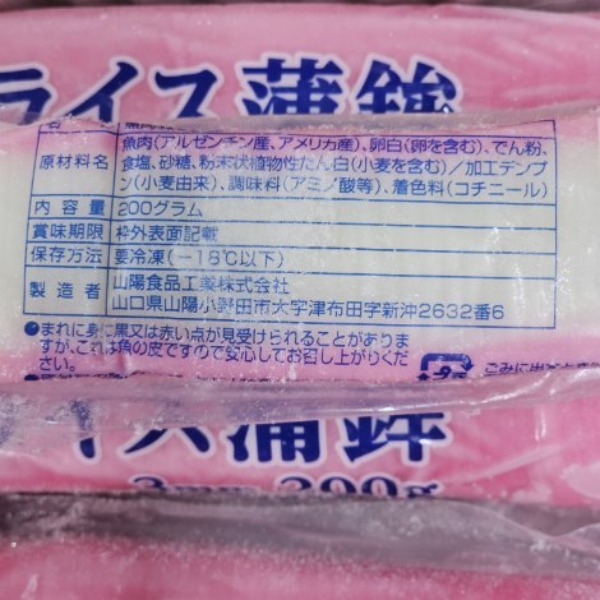 ライス蒲鉾
原材料名 魚肉(アルゼンチン産、アメリカ産)、卵白(卵を含む)、でん粉、
食塩、砂糖、粉末状植物性たん白(小麦を含む)/加工デンプ
ン(小麦由来)、調味料(アミノ酸等)、着色料(コチニール)
内容量 200グラム
賞味期限 枠外表面記載
保存方法 要冷凍(-18℃以下)
製造者 山陽食品工業株式会社
山口県山陽小野田市大字津布田字新沖2632番6
●まれに身に黒又は赤い点が見受けられることがありま
すが、これは魚の皮ですので安心してお召し上がりくだ
さい。
プラ
イス蒲鉾
3mm 200g